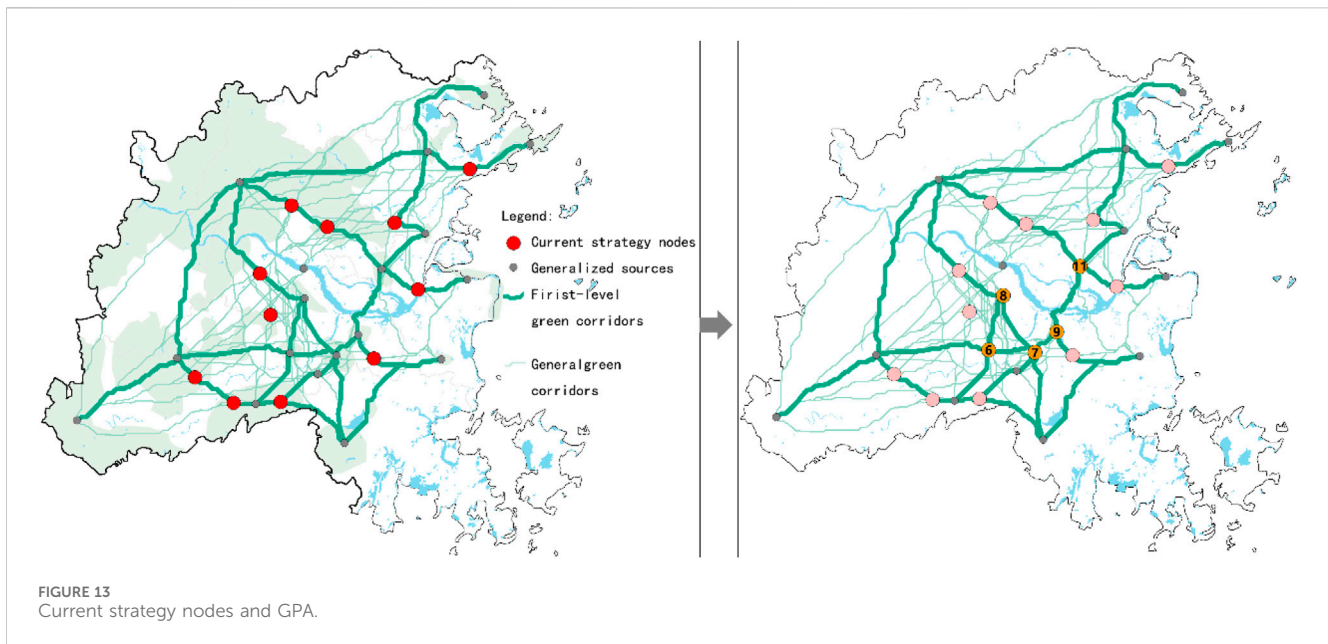 Legend:
Current strategy nodes
Generalized sources
Firist-level
green corridors
Generalgreen
corridors
11
8
9
6
7
FIGURE 13
Current strategy nodes and GPA.